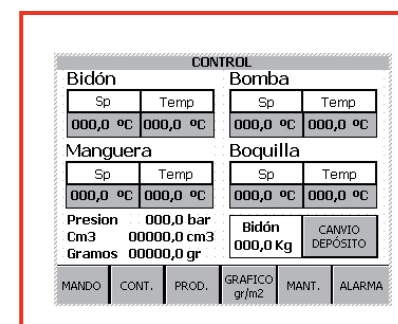 CONTROL
Bidón Bomba
Sp Temp Sp Temp
000,0 ºC 000,0 ºC 000,0 ºC 000,0 ºC
Manguera Boquilla
Sp Temp Sp Temp
000,0 ºC 000,0 ºC 000,0 ºC 000,0 ºC
Presion 000,0 bar
Cm3 00000,0 cm3
Gramos 00000,0 gr
Bidón
000,0 Kg
CANVIO
DEPÓSITO
MANDO CONT. PROD. GRAFICO gr/m2 MANT. ALARMA